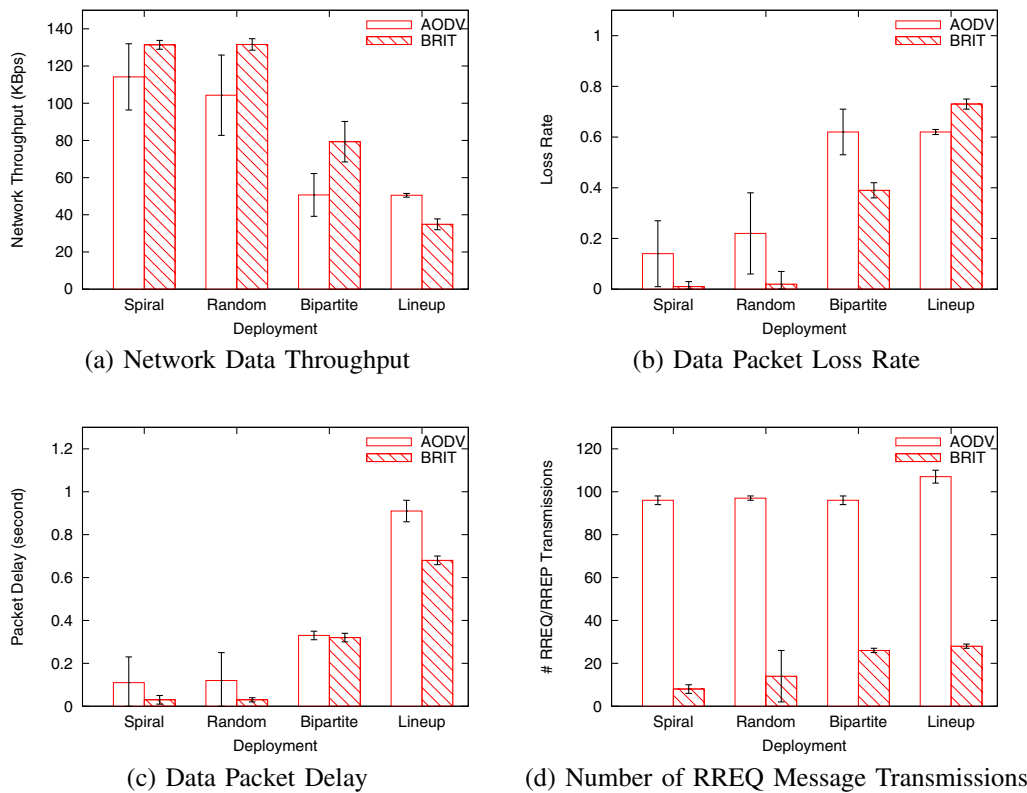 Network Throughput (KBps)
140
120
100
80
60
40
20
0
AODV
BRIT
Spiral Random Bipartite Lineup
Deployment
(a) Network Data Throughput
Loss Rate
1
0.8
0.6
0.4
0.2
0
AODV
BRIT
Spiral Random Bipartite Lineup
Deployment
(b) Data Packet Loss Rate
Packet Delay (second)
1.2
1
0.8
0.6
0.4
0.2
0
AODV
BRIT
Spiral Random Bipartite Lineup
Deployment
(c) Data Packet Delay
# RREQ/RREP Transmissions
120
100
80
60
40
20
0
AODV
BRIT
Spiral Random Bipartite Lineup
Deployment
(d) Number of RREQ Message Transmissions